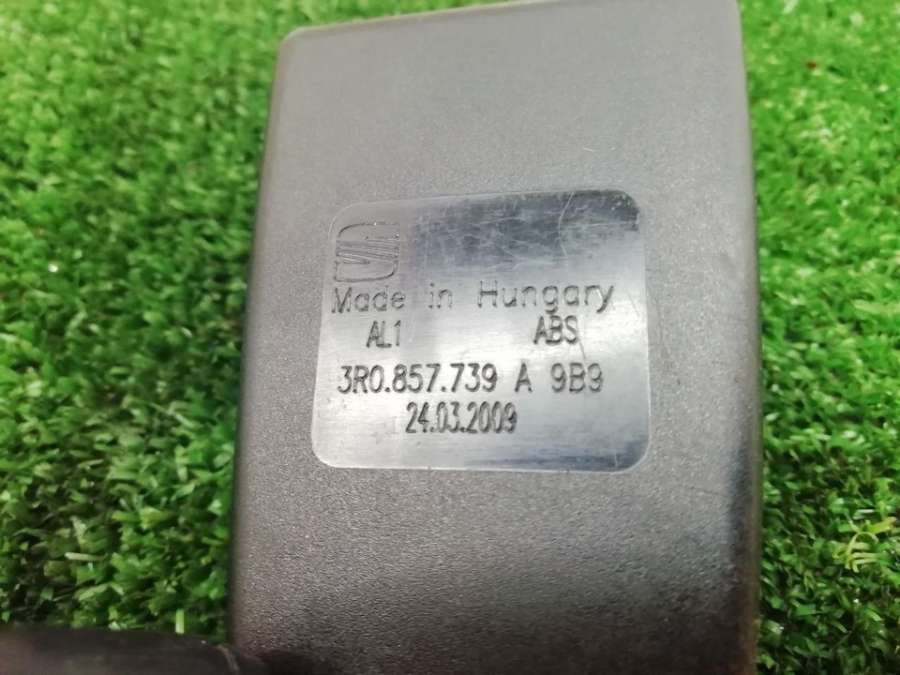 Made in Hungary
AL1 ABS
3R0.857.739 A 9B9
24.03.2009